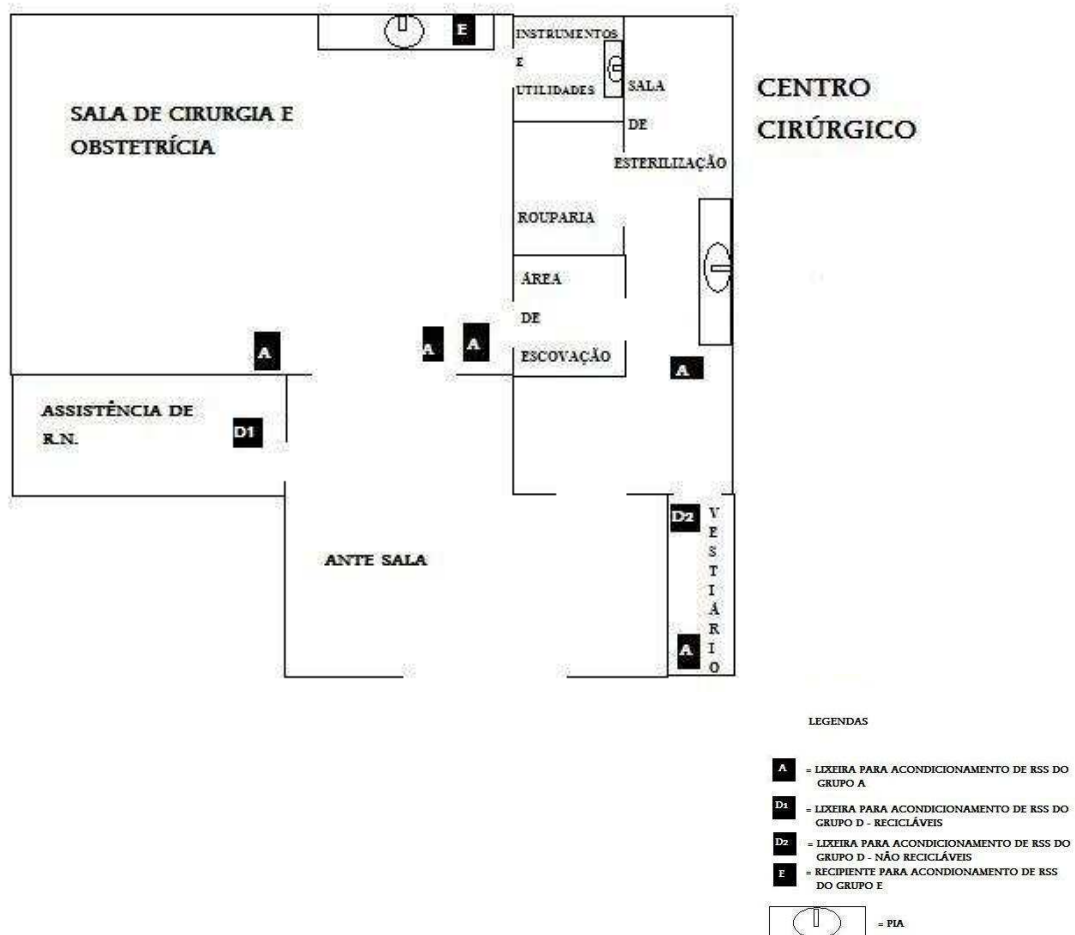 E
INSTRUMENTOS
E
UTILIDADES
SALA
DE
ESTERILIZAÇÃO
CENTRO
CIRÚRGICO
SALA DE CIRURGIA E
OBSTETRÍCIA
ROUPARIA
ÁREA
DE
ESCOVAÇÃO
A
A
A
A
ASSISTÊNCIA DE
R.N.
D1
ANTE SALA
D2
VESTIÁRIO
A
LEGENDAS
A = LIXEIRA PARA ACONDICIONAMENTO DE RSS DO
GRUPO A
D1 = LIXEIRA PARA ACONDICIONAMENTO DE RSS DO
GRUPO D - RECICLÁVEIS
D2 = LIXEIRA PARA ACONDICIONAMENTO DE RSS DO
GRUPO D - NÃO RECICLÁVEIS
E = RECIPIENTE PARA ACONDIONAMENTO DE RSS
DO GRUPO E
= PIA